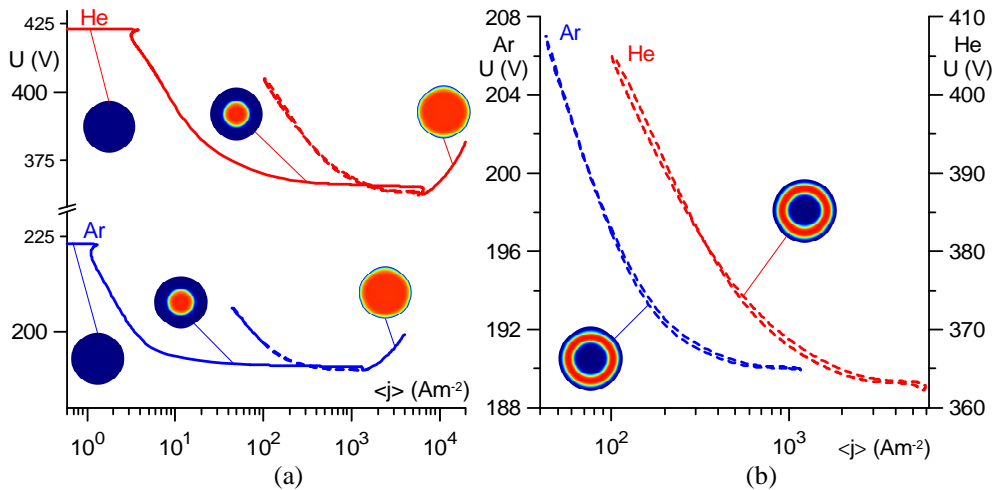 He
425
U (V)
400
375
Ar
225
200
<j> (Am-2)
10⁰ 10¹ 10² 10³ 10⁴
(a)
208 410
Ar He
U (V) U (V)
Ar
He
204 400
200 390
196 380
192 370
188 360
10² 10³ <j> (Am-2)
(b)